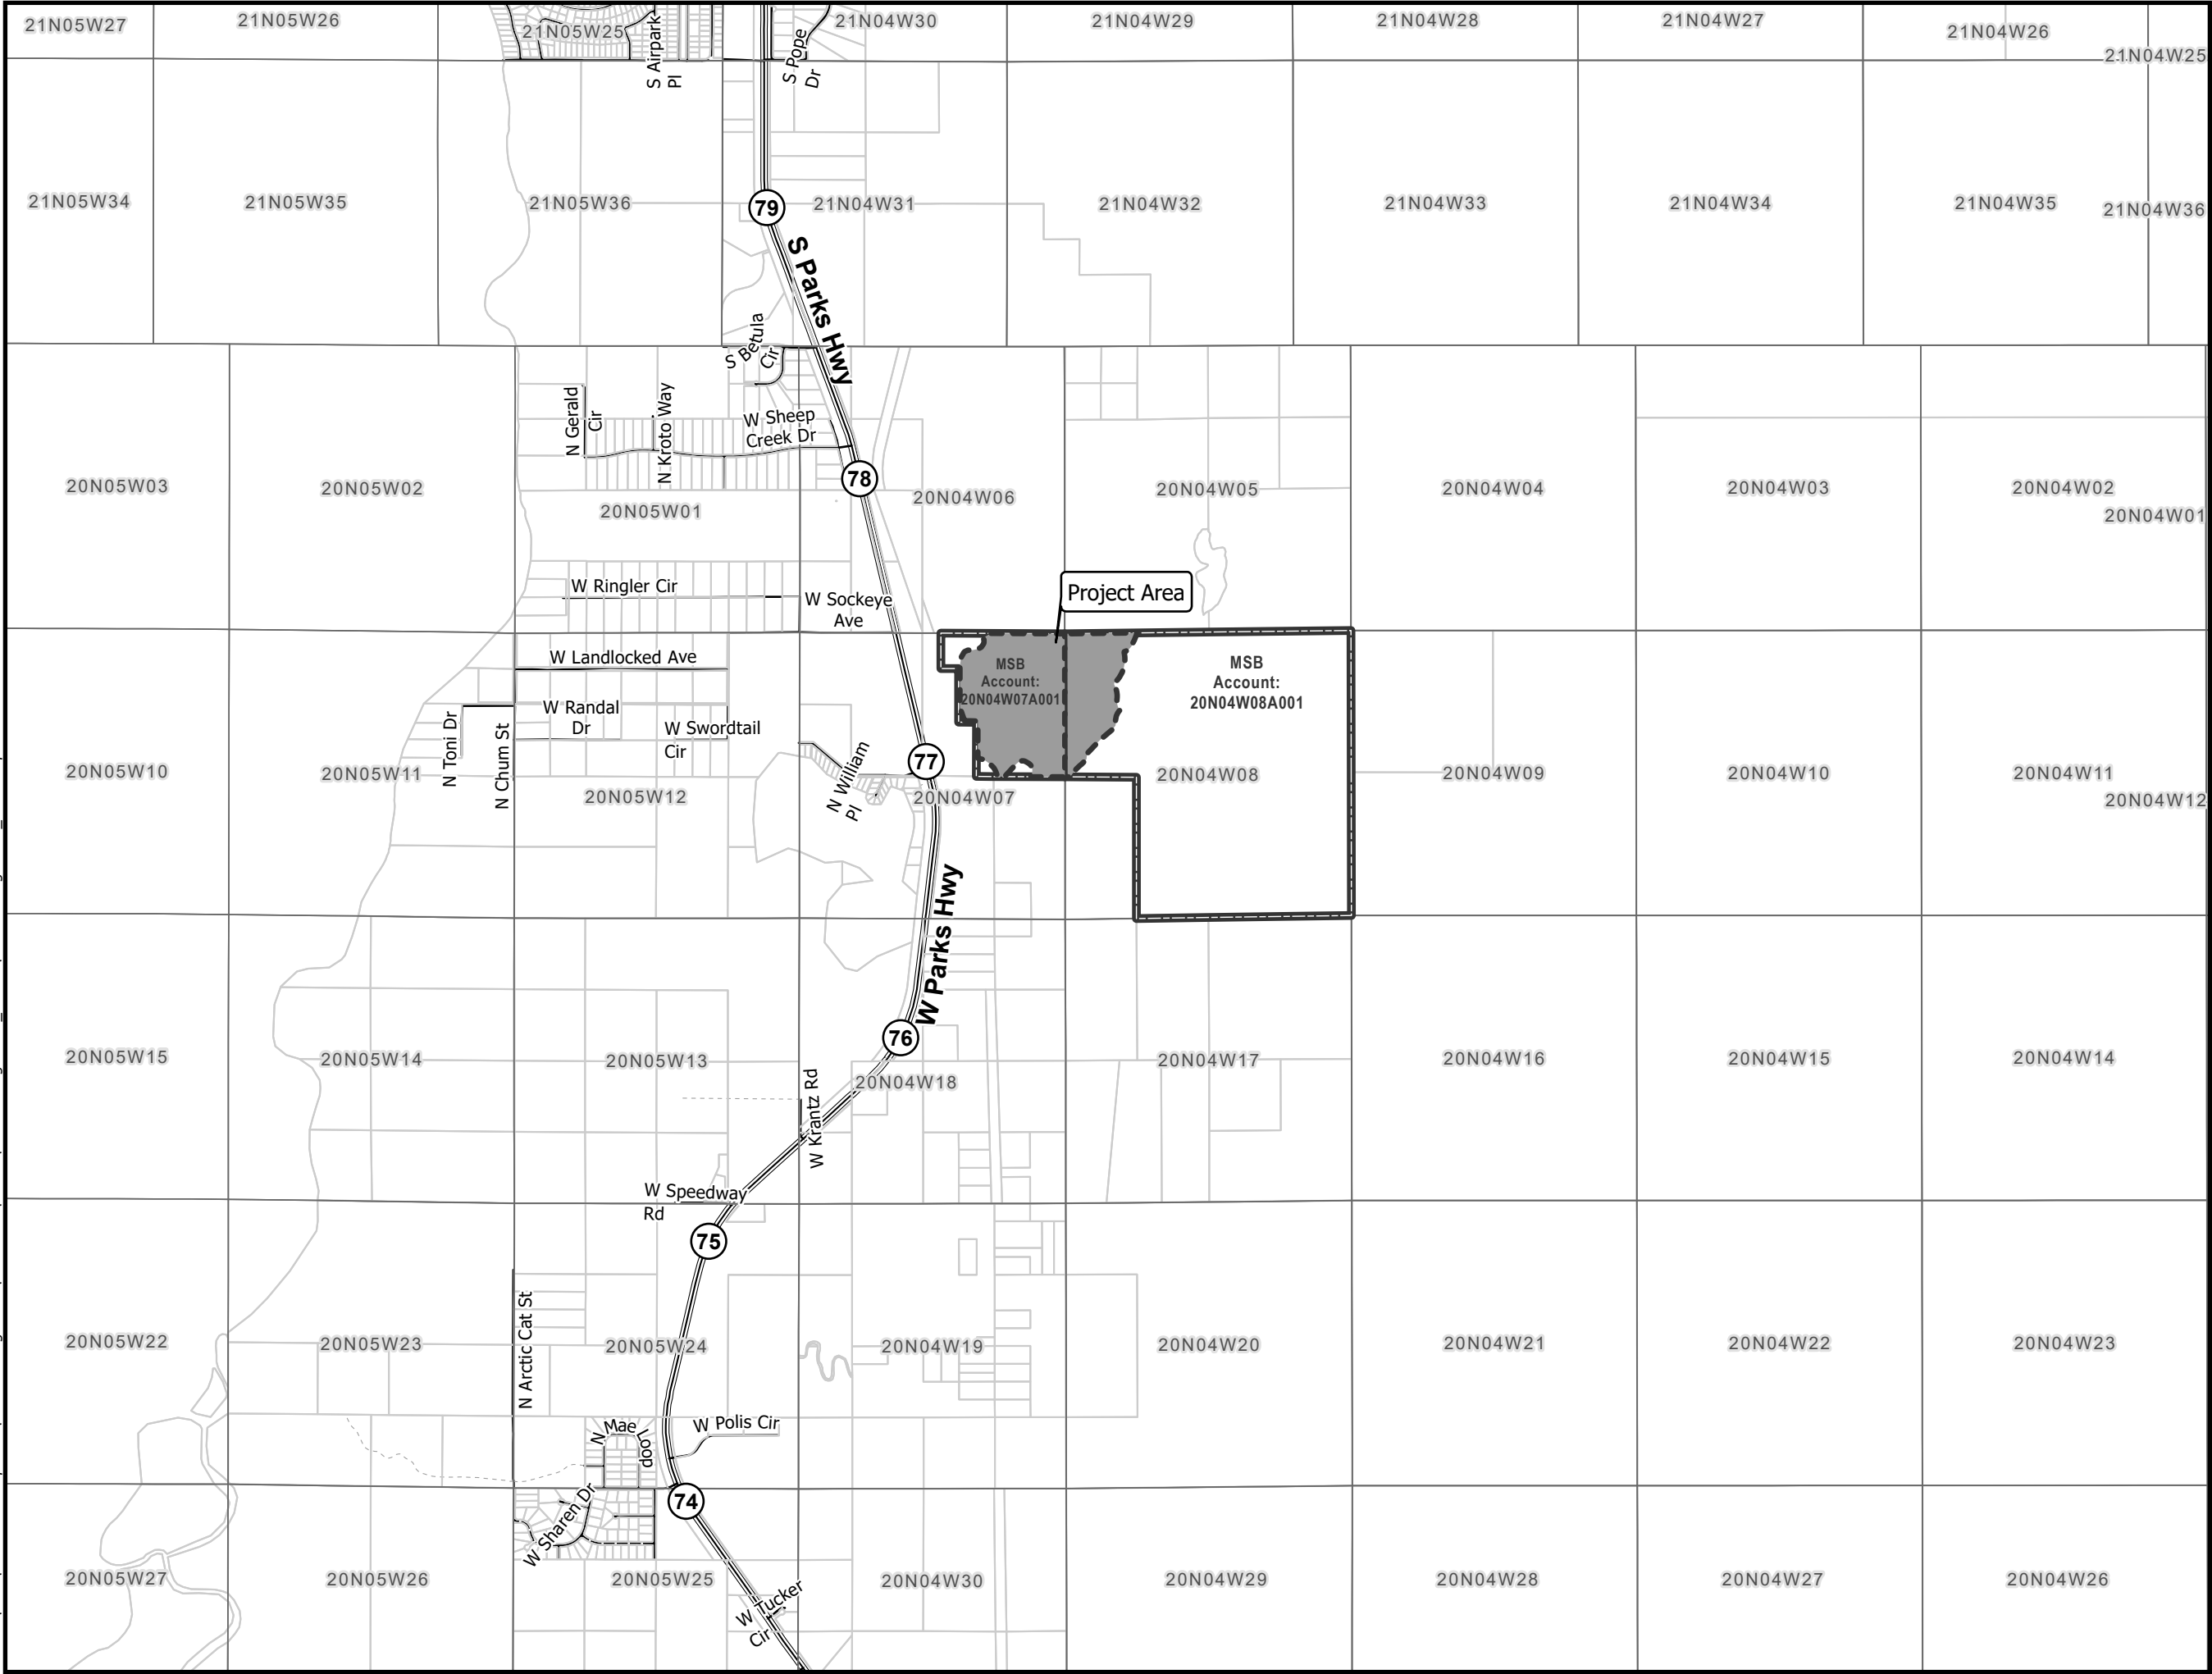 21N05W27
21N05W26
21N05W25
S Airpark
Pl
S Pope
Dr
21N04W30
21N04W29
21N04W28
21N04W27
21N04W26
21N04W25
21N05W34
21N05W35
21N05W36
79
21N04W31
21N04W32
21N04W33
21N04W34
21N04W35
21N04W36
S Parks Hwy
S Betula
Cir
N Gerald
Cir
N Kroto Way
W Sheep
Creek Dr
78
20N05W03
20N05W02
20N05W01
20N04W06
20N04W05
20N04W04
20N04W03
20N04W02
20N04W01
W Ringler Cir
W Sockeye
Ave
Project Area
W Landlocked Ave
MSB
Account:
20N04W07A001
MSB
Account:
20N04W08A001
N Toni Dr
N Chum St
W Randal
Dr
W Swordtail
Cir
N William
Pl
77
20N05W10
20N05W11
20N05W12
20N04W07
20N04W08
20N04W09
20N04W10
20N04W11
20N04W12
W Parks Hwy
76
20N05W15
20N05W14
20N05W13
20N04W18
20N04W17
20N04W16
20N04W15
20N04W14
W Krantz Rd
W Speedway
Rd
75
20N05W22
20N05W23
N Arctic Cat St
20N05W24
20N04W19
20N04W20
20N04W21
20N04W22
20N04W23
N Mae
Loop
W Polis Cir
74
W Sharen Dr
20N05W27
20N05W26
20N05W25
W Tucker
Cir
20N04W30
20N04W29
20N04W28
20N04W27
20N04W26